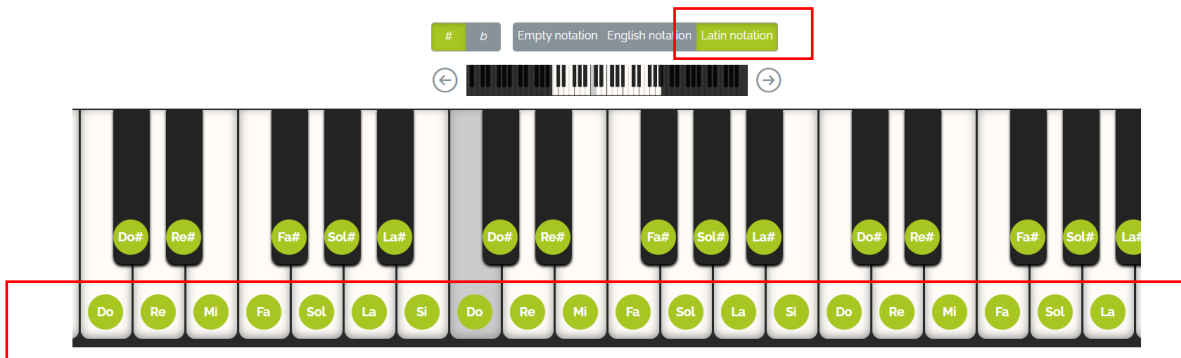 # b Empty notation English notation Latin notation
Do# Re# Fa# Sol# La# Do# Re# Fa# Sol# La# Do# Re# Fa# Sol# La#
Do Re Mi Fa Sol La Si Do Re Mi Fa Sol La Si Do Re Mi Fa Sol La